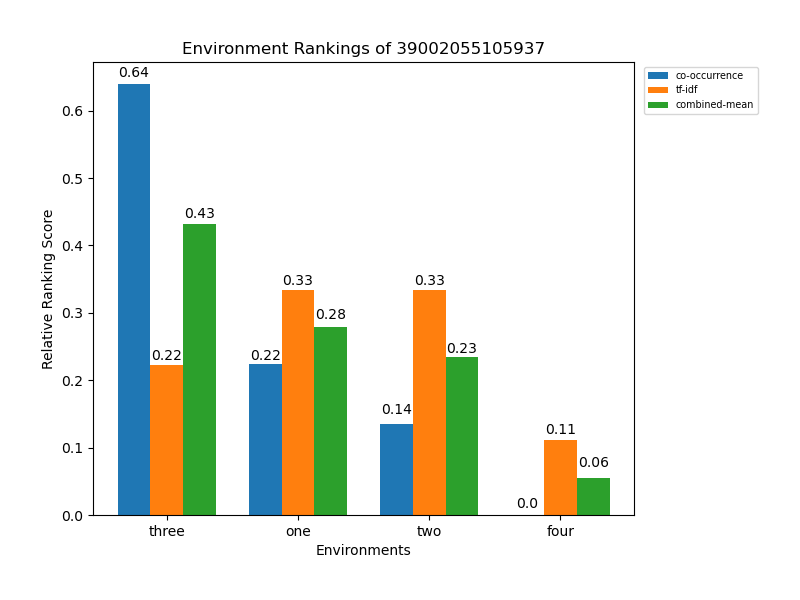 Environment Rankings of 39002055105937
co-occurrence
tf-idf
combined-mean
Relative Ranking Score
0.6
0.5
0.4
0.3
0.2
0.1
0.0
0.64
0.22
0.43
0.22
0.33
0.28
0.14
0.33
0.23
0.0
0.11
0.06
three one two four
Environments